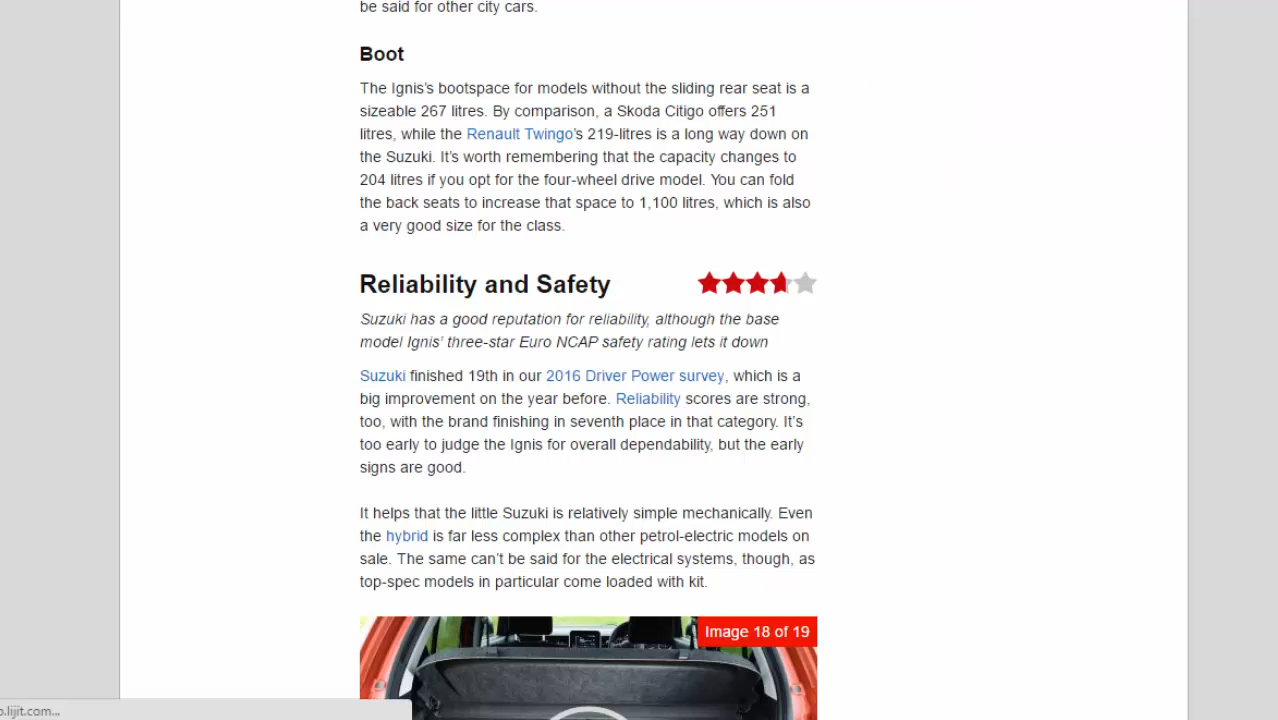 be said for other city cars.
Boot
The Ignis’s bootspace for models without the sliding rear seat is a
sizeable 267 litres. By comparison, a Skoda Citigo offers 251
litres, while the Renault Twingo’s 219-litres is a long way down on
the Suzuki. It’s worth remembering that the capacity changes to
204 litres if you opt for the four-wheel drive model. You can fold
the back seats to increase that space to 1,100 litres, which is also
a very good size for the class.
Reliability and Safety
Suzuki has a good reputation for reliability, although the base
model Ignis’ three-star Euro NCAP safety rating lets it down
Suzuki finished 19th in our 2016 Driver Power survey, which is a
big improvement on the year before. Reliability scores are strong,
too, with the brand finishing in seventh place in that category. It’s
too early to judge the Ignis for overall dependability, but the early
signs are good.
It helps that the little Suzuki is relatively simple mechanically. Even
the hybrid is far less complex than other petrol-electric models on
sale. The same can’t be said for the electrical systems, though, as
top-spec models in particular come loaded with kit.
Image 18 of 19
o.lijit.com...